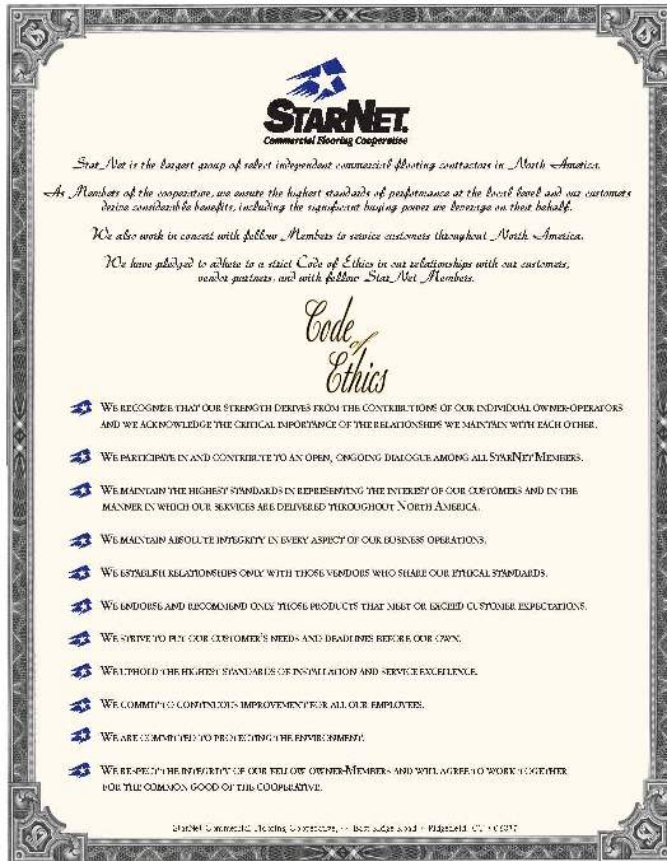 STARNET.
Commercial Flooring Cooperative
StarNet is the largest group of select independent commercial flooring contractors in North America.
As Members of the cooperative, we ensure the highest standards of performance at the local level and our customers
derive considerable benefits, including the significant buying power we leverage on their behalf.
We also work in concert with fellow Members to service customers throughout North America.
We have pledged to adhere to a strict Code of Ethics in our relationships with our customers,
vendor partners, and with fellow StarNet Members.
Code
of
Ethics
WE RECOGNIZE THAT OUR STRENGTH DERIVES FROM THE CONTRIBUTIONS OF OUR INDIVIDUAL OWNER-OPERATORS
AND WE ACKNOWLEDGE THE CRITICAL IMPORTANCE OF THE RELATIONSHIPS WE MAINTAIN WITH EACH OTHER.
WE PARTICIPATE IN AND CONTRIBUTE TO AN OPEN, ONGOING DIALOGUE AMONG ALL STARNET MEMBERS.
WE MAINTAIN THE HIGHEST STANDARDS IN REPRESENTING THE INTEREST OF OUR CUSTOMERS AND IN THE
MANNER IN WHICH OUR SERVICES ARE DELIVERED THROUGHOUT NORTH AMERICA.
WE MAINTAIN ABSOLUTE INTEGRITY IN EVERY ASPECT OF OUR BUSINESS OPERATIONS.
WE ESTABLISH RELATIONSHIPS ONLY WITH THOSE VENDORS WHO SHARE OUR ETHICAL STANDARDS.
WE ENDORSE AND RECOMMEND ONLY THOSE PRODUCTS THAT MEET OR EXCEED CUSTOMER EXPECTATIONS.
WE STRIVE TO PUT OUR CUSTOMER'S NEEDS AND DEADLINES BEFORE OUR OWN.
WE UPHOLD THE HIGHEST STANDARDS OF INSTALLATION AND SERVICE EXCELLENCE.
WE COMMIT TO CONTINUOUS IMPROVEMENT FOR ALL OUR EMPLOYEES.
WE ARE COMMITTED TO PROTECTING THE ENVIRONMENT.
WE RESPECT THE INTEGRITY OF OUR FELLOW OWNER-MEMBERS AND WILL AGREE TO WORK TOGETHER
FOR THE COMMON GOOD OF THE COOPERATIVE.
StarNet Commercial Flooring Cooperative, Ridge Road • Ridgefield, CT • 06877